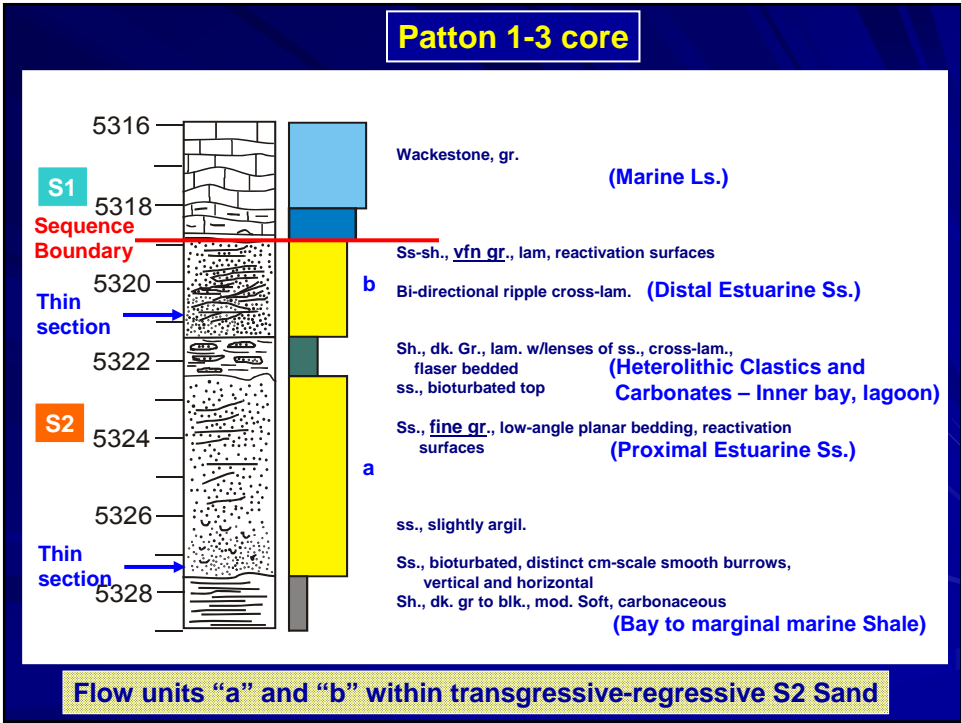 Patton 1-3 core
5316
5318
5320
5322
5324
5326
5328
S1
Sequence
Boundary
Thin
section
S2
Thin
section
b
a
Wackestone, gr.
(Marine Ls.)
Ss-sh., vfn gr., lam, reactivation surfaces
Bi-directional ripple cross-lam. (Distal Estuarine Ss.)
Sh., dk. Gr., lam. w/lenses of ss., cross-lam.,
flaser bedded
ss., bioturbated top
(Heterolithic Clastics and
Carbonates – Inner bay, lagoon)
Ss., fine gr., low-angle planar bedding, reactivation
surfaces
(Proximal Estuarine Ss.)
ss., slightly argil.
Ss., bioturbated, distinct cm-scale smooth burrows,
vertical and horizontal
Sh., dk. gr to blk., mod. Soft, carbonaceous
(Bay to marginal marine Shale)
Flow units “a” and “b” within transgressive-regressive S2 Sand